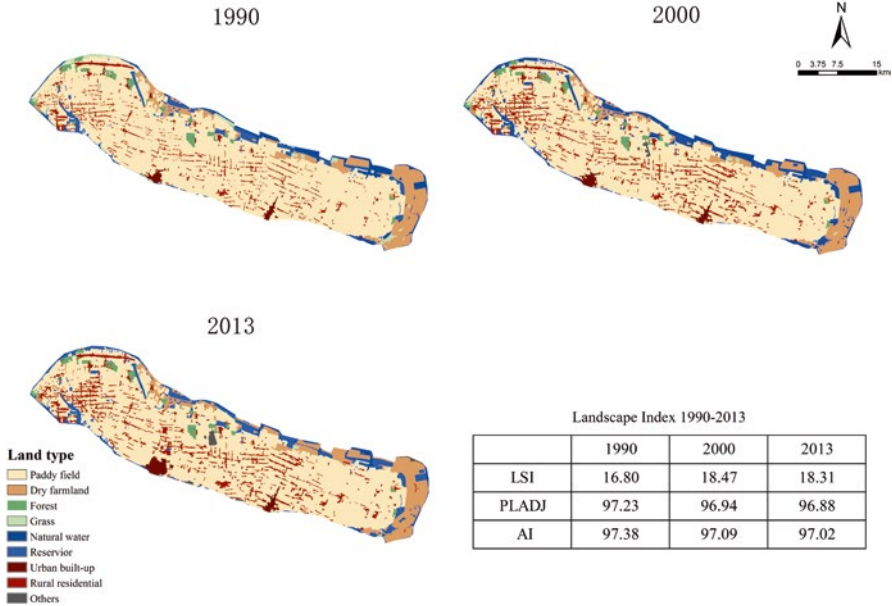 1990
2000
N
0 3.75 7.5 15
kms
2013
Land type
Paddy field
Dry farmland
Forest
Grass
Natural water
Reservior
Urban built-up
Rural residential
Others
Landscape Index 1990-2013
1990 2000 2013
LSI 16.80 18.47 18.31
PLADJ 97.23 96.94 96.88
AI 97.38 97.09 97.02